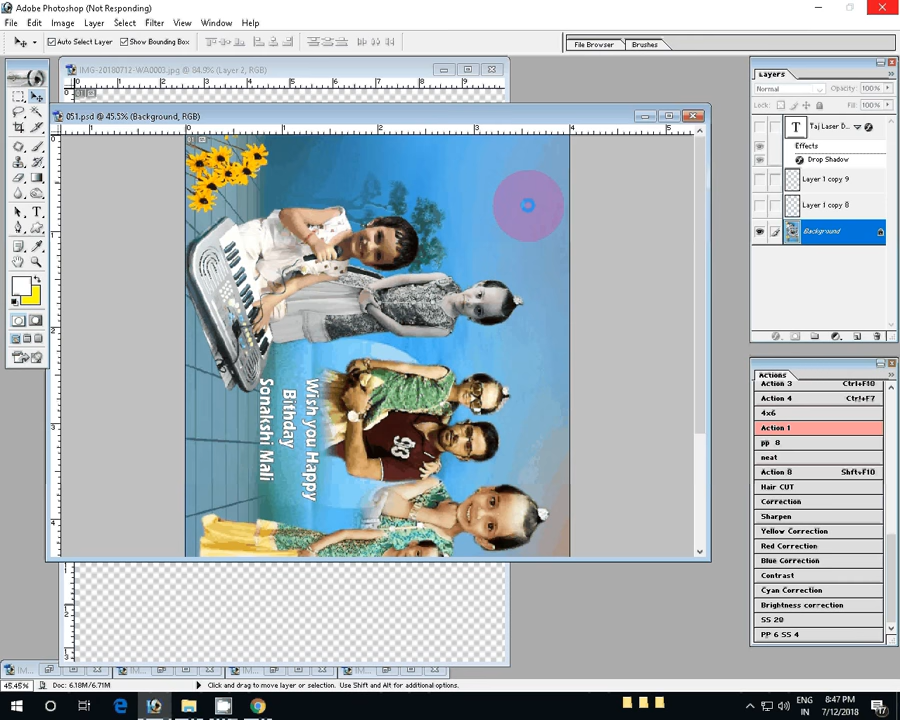 Adobe Photoshop (Not Responding)
File Edit Image Layer Select Filter View Window Help
Auto Select Layer Show Bounding Box
File Browser Brushes
IMG-20180712-WA0003.jpg @ 84.9% (Layer 2, RGB)
051.psd @ 45.5% (Background, RGB)
Wish you Happy
Bithday
Sonakshi Mali
93
Layers
Normal Opacity: 100%
Lock: Fill: 100%
T Taj Laser D...
Effects
Drop Shadow
Layer 1 copy 9
Layer 1 copy 8
Background
Actions
Action 3 Ctrl+F10
Action 4 Ctrl+F7
4x6
Action 1
pp 8
neat
Action 8 Shft+F10
Hair CUT
Correction
Sharpen
Yellow Correction
Red Correction
Blue Correction
Contrast
Cyan Correction
Brightness correction
SS 20
PP 6 SS 4
IM... IM... IM... IM...
45.45% Doc: 6.18M/6.71M Click and drag to move layer or selection. Use Shift and Alt for additional options.
ENG
IN
8:47 PM
7/12/2018
17